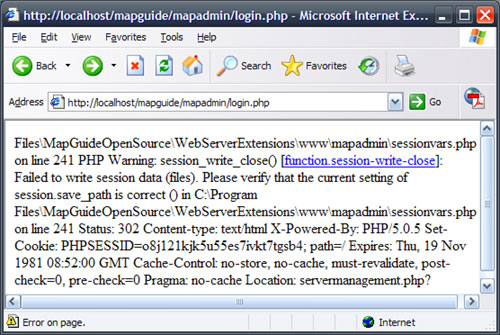 http://localhost/mapguide/mapadmin/login.php - Microsoft Internet Ex...
File Edit View Favorites Tools Help
Back Search Favorites
Address http://localhost/mapguide/mapadmin/login.php Go
Files\MapGuideOpenSource\WebServerExtensions\www\mapadmin\sessionvars.php
on line 241 PHP Warning: session_write_close() [function.session-write-close]:
Failed to write session data (files). Please verify that the current setting of
session.save_path is correct () in C:\Program
Files\MapGuideOpenSource\WebServerExtensions\www\mapadmin\sessionvars.php
on line 241 Status: 302 Content-type: text/html X-Powered-By: PHP/5.0.5 Set-
Cookie: PHPSESSID=o8j121kjk5u55es7ivkt7tgsb4; path=/ Expires: Thu, 19 Nov
1981 08:52:00 GMT Cache-Control: no-store, no-cache, must-revalidate, post-
check=0, pre-check=0 Pragma: no-cache Location: servermanagement.php?
Error on page. Internet